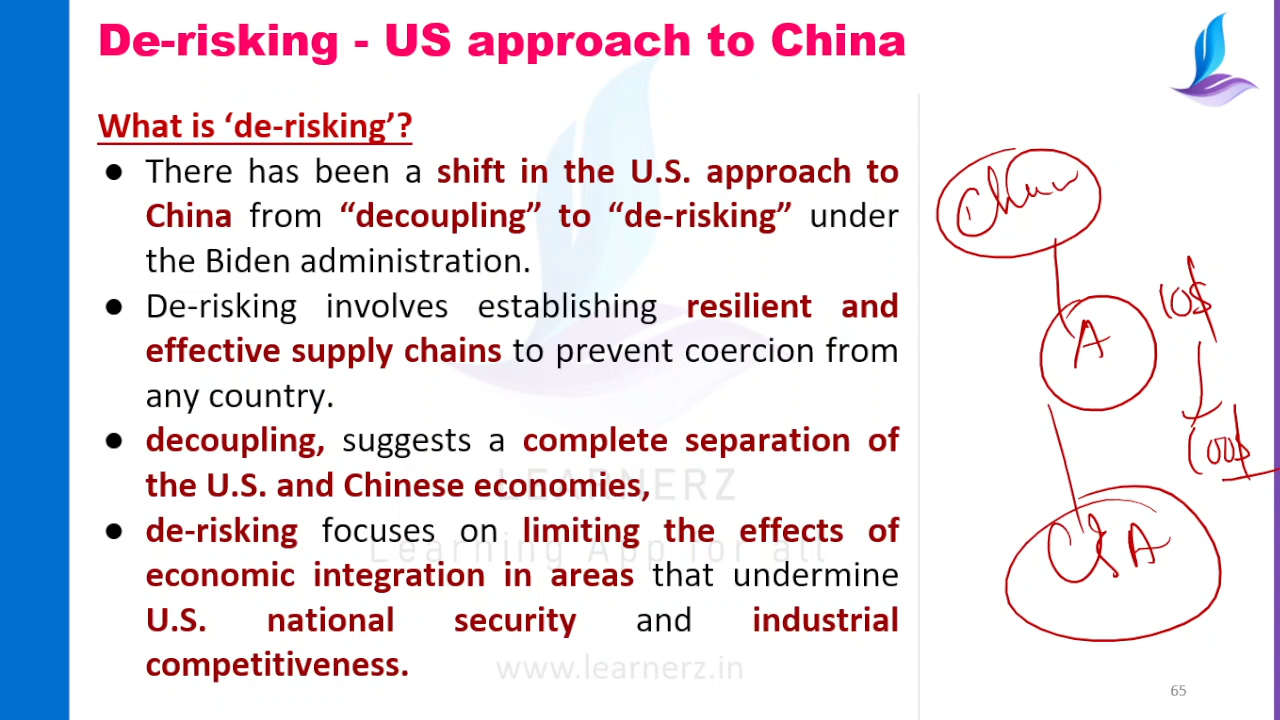 De-risking - US approach to China
What is ‘de-risking’?
● There has been a shift in the U.S. approach to
China from “decoupling” to “de-risking” under
the Biden administration.
● De-risking involves establishing resilient and
effective supply chains to prevent coercion from
any country.
● decoupling, suggests a complete separation of
the U.S. and Chinese economies,
● de-risking focuses on limiting the effects of
economic integration in areas that undermine
U.S. national security and industrial
competitiveness.
China
A
10$
100$
USA
LEARNERZ
Learning App for all
www.learnerz.in
65